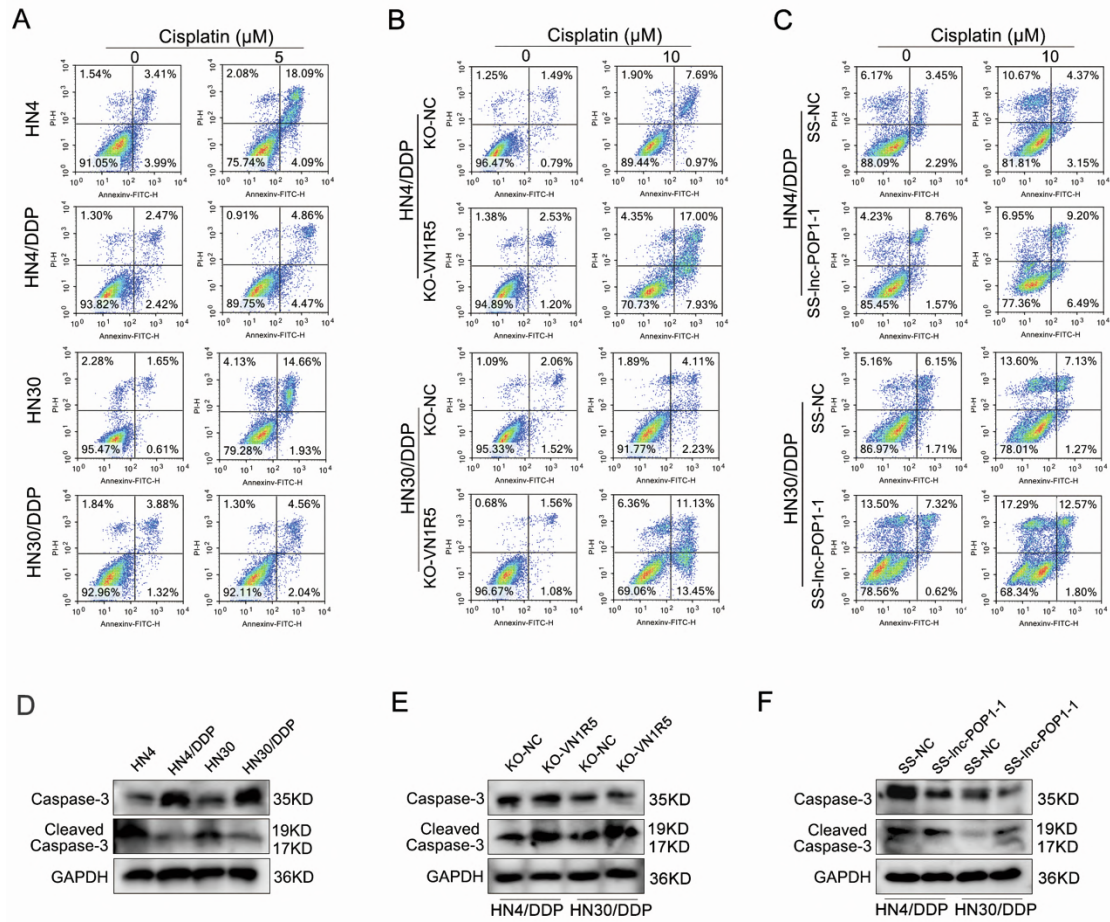 A
Cisplatin (μM)
0 5
HN4
1.54% 3.41%
91.05% 3.99%
2.08% 18.09%
75.74% 4.09%
HN4/DDP
1.30% 2.47%
93.82% 2.42%
0.91% 4.86%
89.75% 4.47%
HN30
2.28% 1.65%
95.47% 0.61%
4.13% 14.66%
79.28% 1.93%
HN30/DDP
1.84% 3.88%
92.96% 1.32%
1.30% 4.56%
92.11% 2.04%
PI-H
Annexinv-FITC-H
B
Cisplatin (μM)
0 10
HN4/DDP
KO-NC
1.25% 1.49%
96.47% 0.79%
1.90% 7.69%
89.44% 0.97%
KO-VN1R5
1.38% 2.53%
94.89% 1.20%
4.35% 17.00%
70.73% 7.93%
HN30/DDP
KO-NC
1.09% 2.06%
95.33% 1.52%
1.89% 4.11%
91.77% 2.23%
KO-VN1R5
0.68% 1.56%
96.67% 1.08%
6.36% 11.13%
69.06% 13.45%
PI-H
Annexinv-FITC-H
C
Cisplatin (μM)
0 10
HN4/DDP
SS-NC
6.17% 3.45%
88.09% 2.29%
10.67% 4.37%
81.81% 3.15%
SS-lnc-POP1-1
4.23% 8.76%
85.45% 1.57%
6.95% 9.20%
77.36% 6.49%
HN30/DDP
SS-NC
5.16% 6.15%
86.97% 1.71%
13.60% 7.13%
78.01% 1.27%
SS-lnc-POP1-1
13.50% 7.32%
78.56% 0.62%
17.29% 12.57%
68.34% 1.80%
PI-H
Annexinv-FITC-H
D
HN4 HN4/DDP HN30 HN30/DDP
Caspase-3 35KD
Cleaved 19KD
Caspase-3 17KD
GAPDH 36KD
E
KO-NC KO-VN1R5 KO-NC KO-VN1R5
Caspase-3 35KD
Cleaved 19KD
Caspase-3 17KD
GAPDH 36KD
HN4/DDP HN30/DDP
F
SS-NC SS-lnc-POP1-1 SS-NC SS-lnc-POP1-1
Caspase-3 35KD
Cleaved 19KD
Caspase-3 17KD
GAPDH 36KD
HN4/DDP HN30/DDP